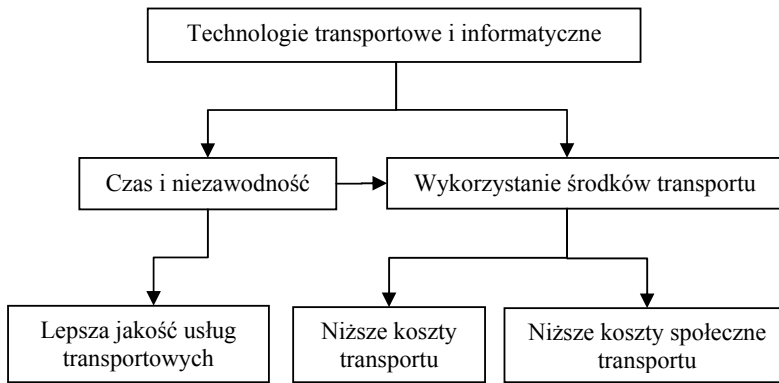 Technologie transportowe i informatyczne
Czas i niezawodność
Wykorzystanie środków transportu
Lepsza jakość usług
transportowych
Niższe koszty
transportu
Niższe koszty społeczne
transportu